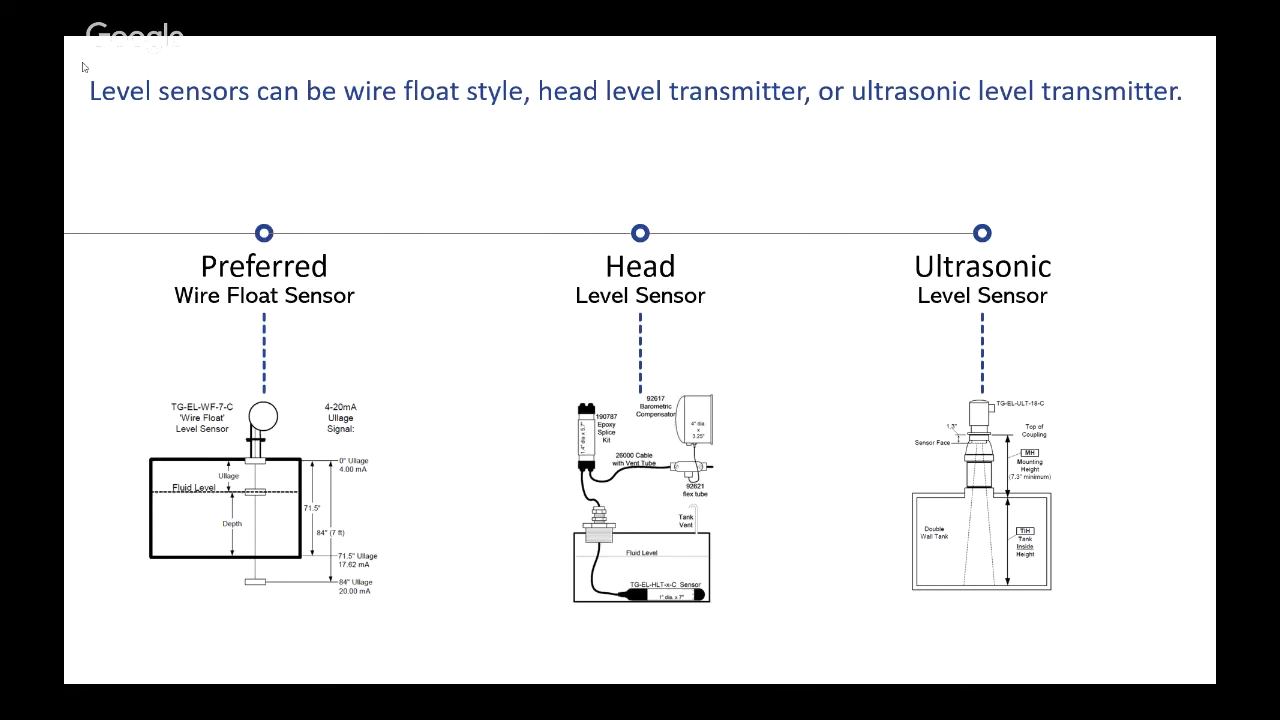 Google
Level sensors can be wire float style, head level transmitter, or ultrasonic level transmitter.
Preferred
Wire Float Sensor
Head
Level Sensor
Ultrasonic
Level Sensor
TG-EL-WF-7-C
'Wire Float'
Level Sensor
4-20mA
Ullage
Signal:
0" Ullage
4.00 mA
Ullage
Fluid Level
Depth
71.5"
84" (7 ft)
71.5" Ullage
17.62 mA
84" Ullage
20.00 mA
92617
Barometric
Compensator
4" dia.
x
3.25"
190787
Epoxy
Splice
Kit
1.4" dia x 5.7"
26000 Cable
with Vent Tube
92621
flex tube
Tank
Vent
Fluid Level
TG-EL-HLT-x-C Sensor
1" dia. x 7"
TG-EL-ULT-18-C
1.3"
Sensor Face
Top of
Coupling
MH
Mounting
Height
(7.3" minimum)
Double
Wall Tank
TIH
Tank
Inside
Height